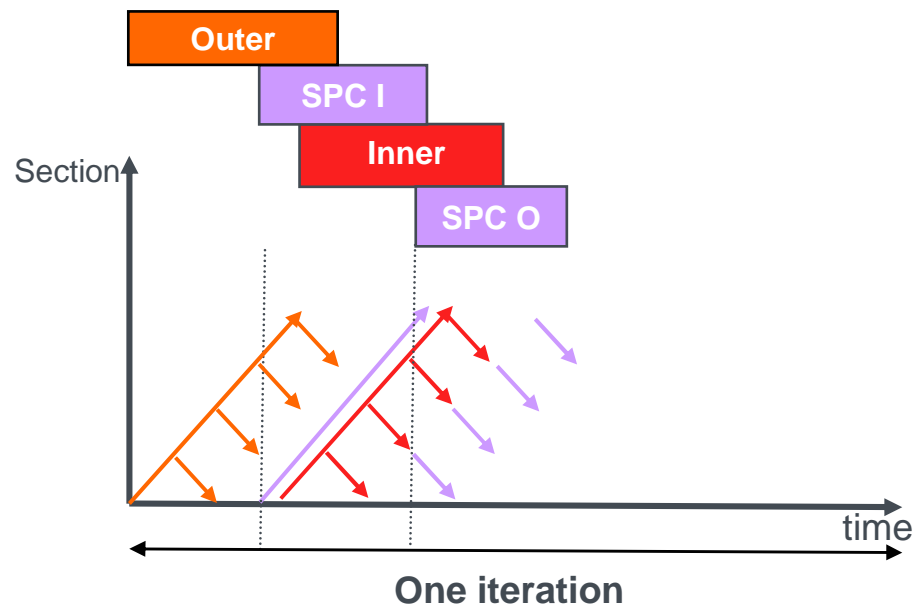 Outer
SPC I
Inner
Section
SPC O
time
One iteration